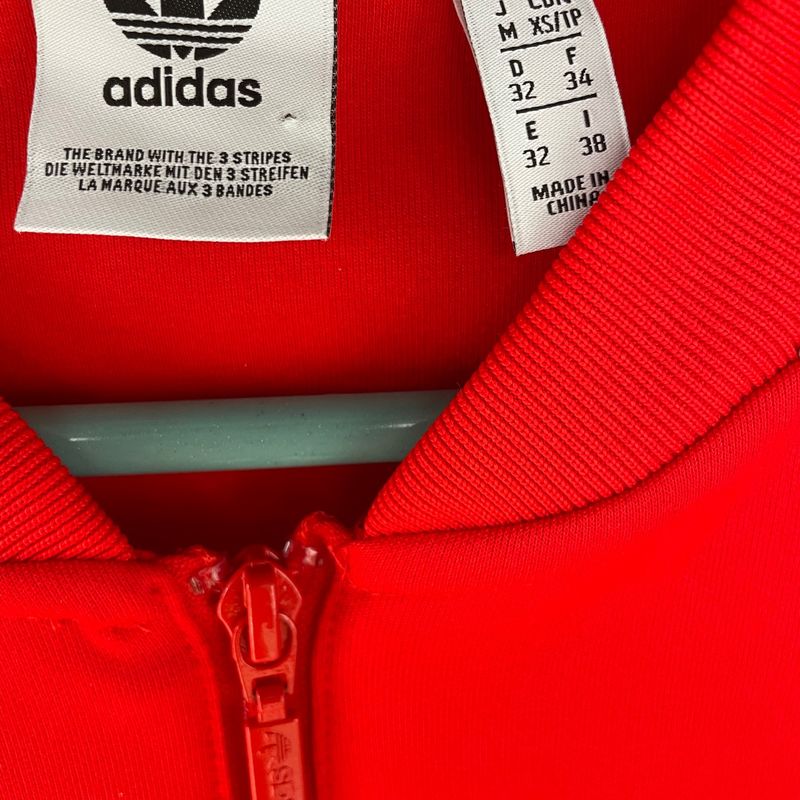 adidas
THE BRAND WITH THE 3 STRIPES
DIE WELTMARKE MIT DEN 3 STREIFEN
LA MARQUE AUX 3 BANDES
J
M XS/TP
D F
32 34
E I
32 38
MADE IN
CHINA